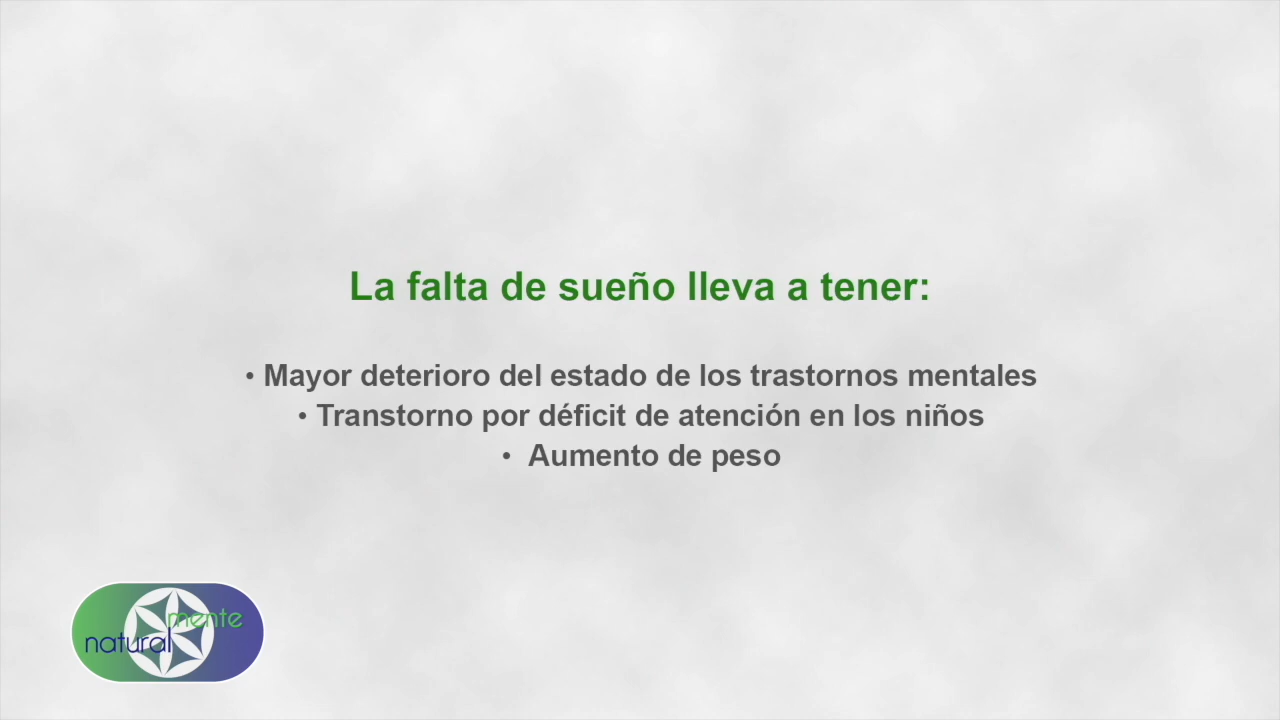 La falta de sueño lleva a tener:
• Mayor deterioro del estado de los trastornos mentales
• Transtorno por déficit de atención en los niños
• Aumento de peso
natural
mente